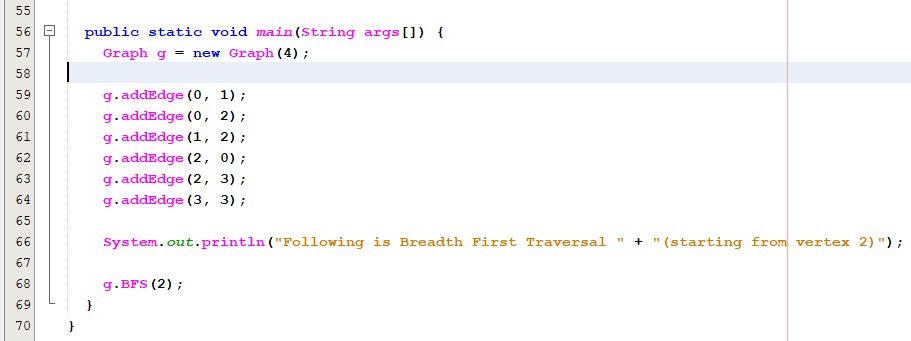 55
56 public static void main(String args[]) {
57 Graph g = new Graph(4);
58
59 g.addEdge(0, 1);
60 g.addEdge(0, 2);
61 g.addEdge(1, 2);
62 g.addEdge(2, 0);
63 g.addEdge(2, 3);
64 g.addEdge(3, 3);
65
66 System.out.println("Following is Breadth First Traversal " + "(starting from vertex 2)");
67
68 g.BFS(2);
69 }
70 }